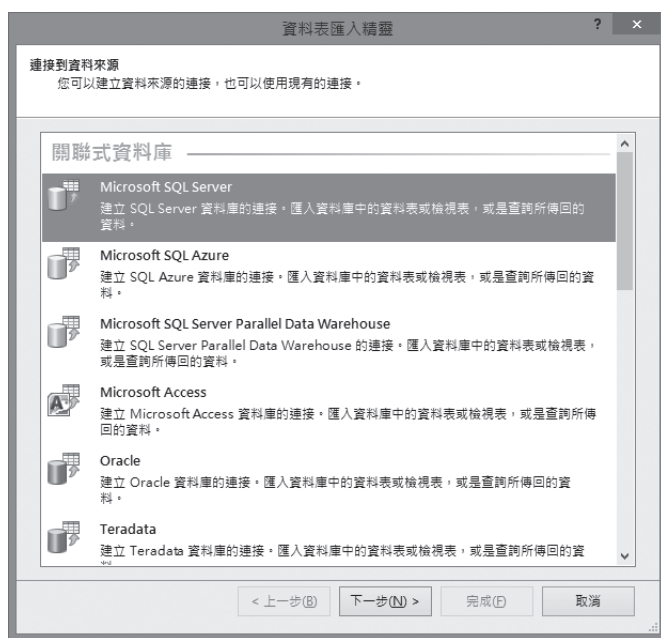 資料表匯入精靈
? ×
連接到資料來源
您可以建立資料來源的連接，也可以使用現有的連接。
關聯式資料庫
Microsoft SQL Server
建立 SQL Server 資料庫的連接。匯入資料庫中的資料表或檢視表，或是查詢所傳回的
資料。
Microsoft SQL Azure
建立 SQL Azure 資料庫的連接。匯入資料庫中的資料表或檢視表，或是查詢所傳回的資
料。
Microsoft SQL Server Parallel Data Warehouse
建立 SQL Server Parallel Data Warehouse 的連接。匯入資料庫中的資料表或檢視表，
或是查詢所傳回的資料。
Microsoft Access
建立 Microsoft Access 資料庫的連接。匯入資料庫中的資料表或檢視表，或是查詢所傳
回的資料。
Oracle
建立 Oracle 資料庫的連接。匯入資料庫中的資料表或檢視表，或是查詢所傳回的資
料。
Teradata
建立 Teradata 資料庫的連接。匯入資料庫中的資料表或檢視表，或是查詢所傳回的資
< 上一步(B) 下一步(N) > 完成(F) 取消